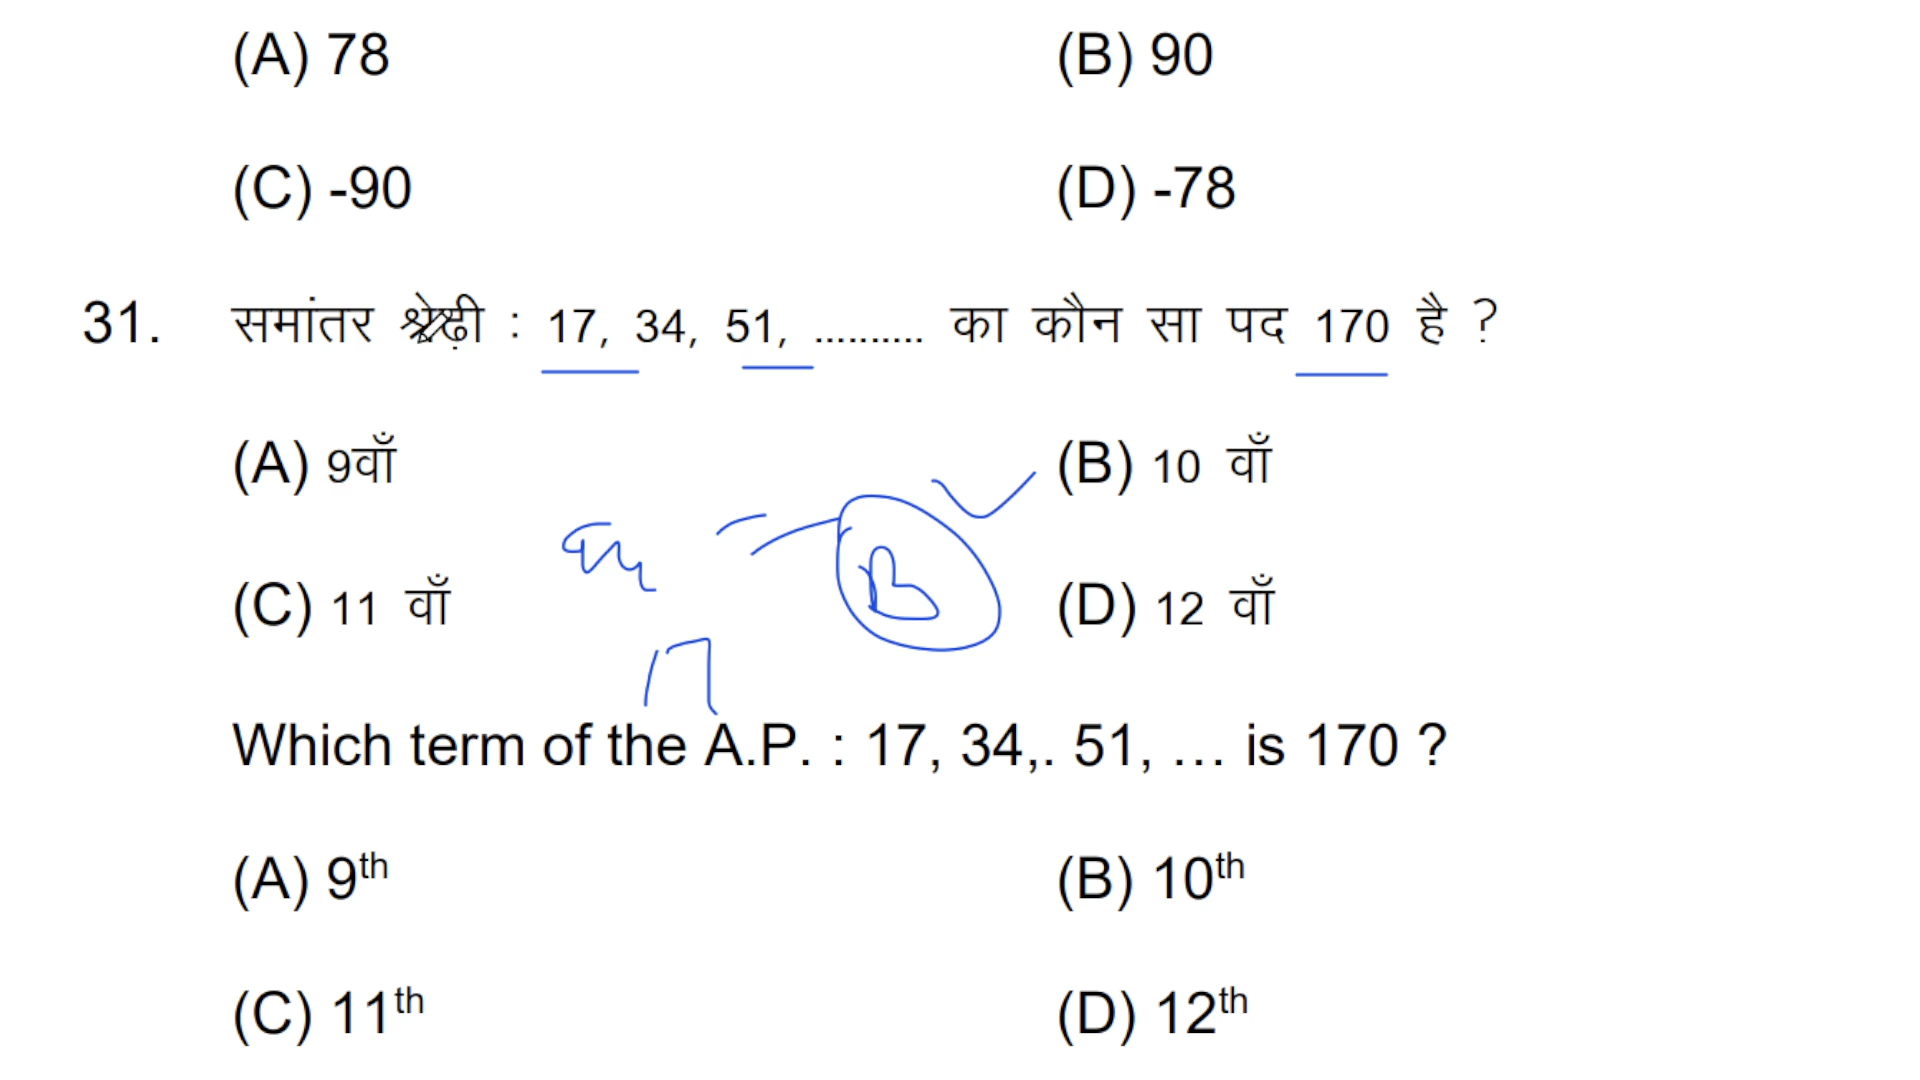 (A) 78 (B) 90
(C) -90 (D) -78
31. समांतर श्रेढ़ी : 17, 34, 51, .......... का कौन सा पद 170 है ?
(A) 9वाँ (B) 10 वाँ
(C) 11 वाँ (D) 12 वाँ
B
17
Which term of the A.P. : 17, 34,. 51, … is 170 ?
(A) 9th (B) 10th
(C) 11th (D) 12th